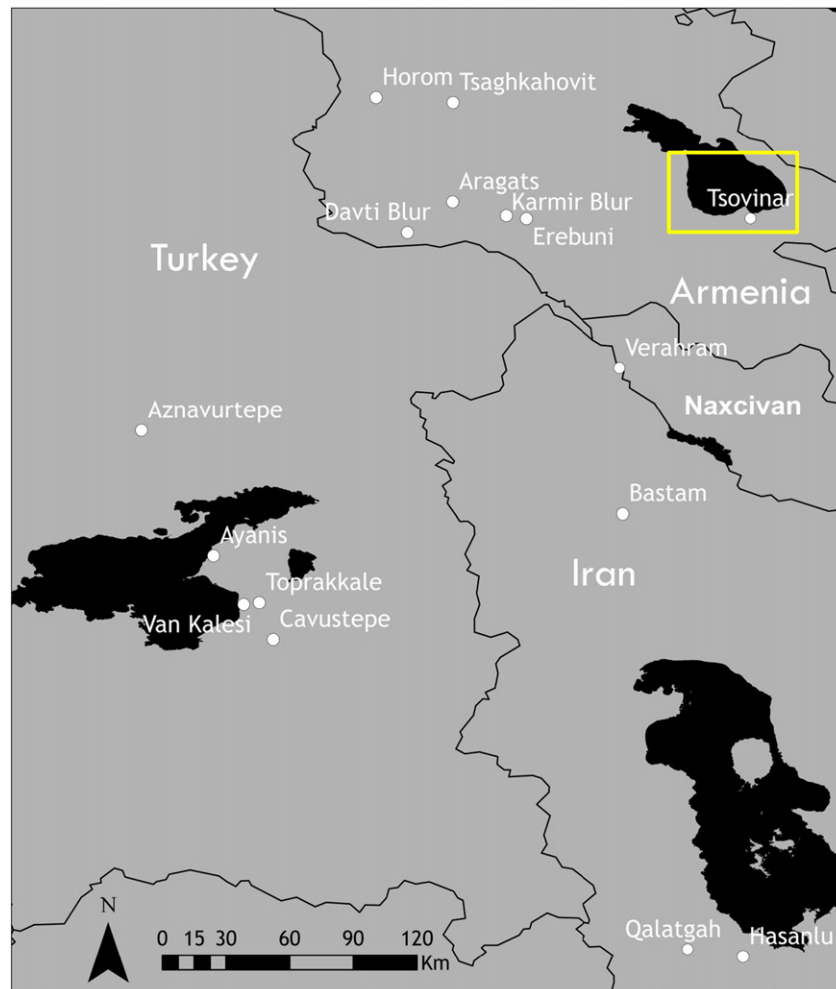 Horom
Tsaghkahovit
Aragats
Tsovinar
Davti Blur
Karmir Blur
Erebuni
Turkey
Armenia
Verahram
Naxcivan
Aznavurtepe
Bastam
Ayanis
Iran
Toprakkale
Van Kalesi
Cavustepe
N
Qalatgah
Hasanlu
0 15 30 60 90 120
Km